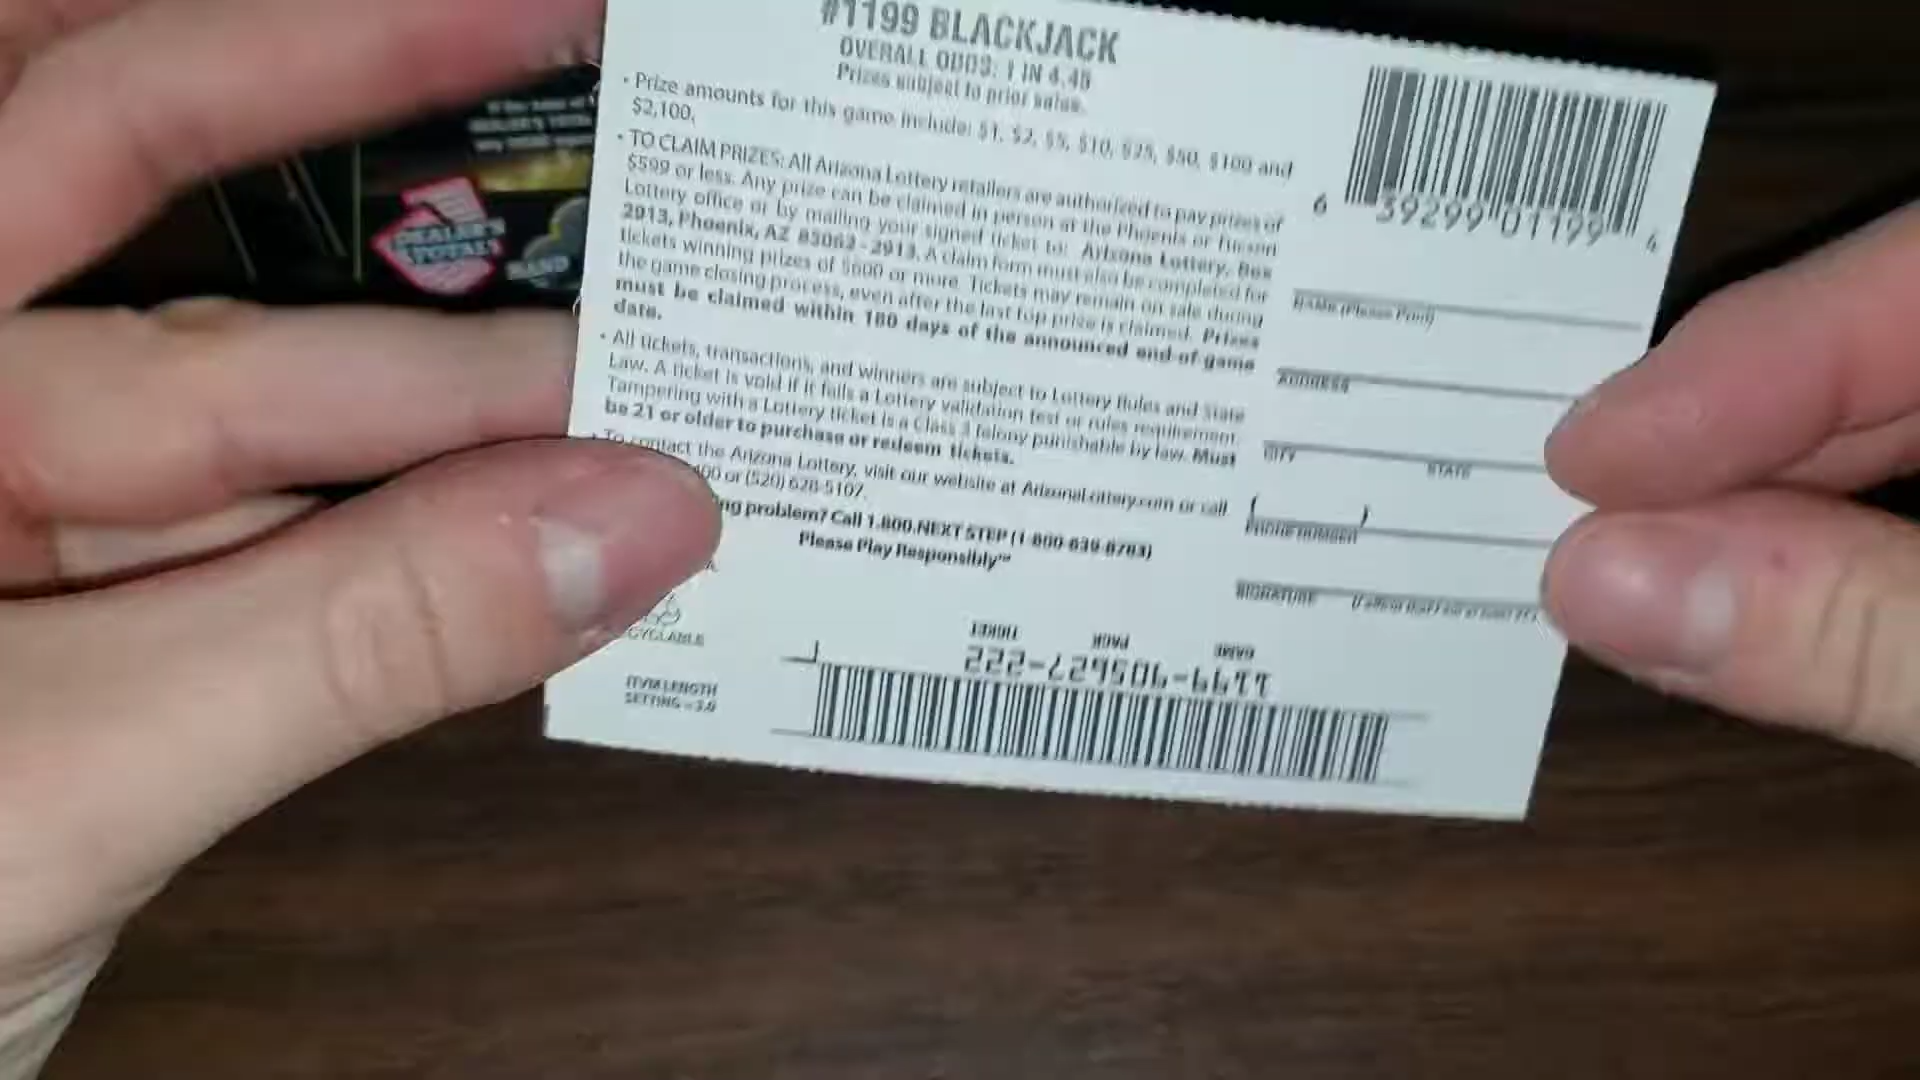 #1199 BLACKJACK
OVERALL ODDS: 1 IN 4.45
Prizes subject to prior sale.
• Prize amounts for this game include: $1, $2, $5, $10, $25, $50, $100 and
$2,100.
• TO CLAIM PRIZES: All Arizona Lottery retailers are authorized to pay prizes of
$599 or less. Any prize can be claimed in person at the Phoenix or Tucson
Lottery office or by mailing your signed ticket to: Arizona Lottery, Box
2913, Phoenix, AZ 85062-2913. A claim form must also be completed for
tickets winning prizes of $600 or more. Tickets may remain on sale during
the game closing process, even after the last top prize is claimed. Prizes
must be claimed within 180 days of the announced end-of-game
date.
• All tickets, transactions, and winners are subject to Lottery Rules and State
Law. A ticket is void if it fails a Lottery validation test or rules requirement.
Tampering with a Lottery ticket is a Class 3 felony punishable by law. Must
be 21 or older to purchase or redeem tickets.
To contact the Arizona Lottery, visit our website at ArizonaLottery.com or call
400 or (520) 628-5107.
problem? Call 1.800.NEXT STEP (1-800-639-8783)
Please Play Responsibly™
6 39299 01199 4
NAME (Please Print)
ADDRESS
CITY STATE
( )
PHONE NUMBER
SIGNATURE
ITVM LENGTH
SETTING = 3.0
GAME PACK TICKET
DEALER'S
TOTAL
HAND